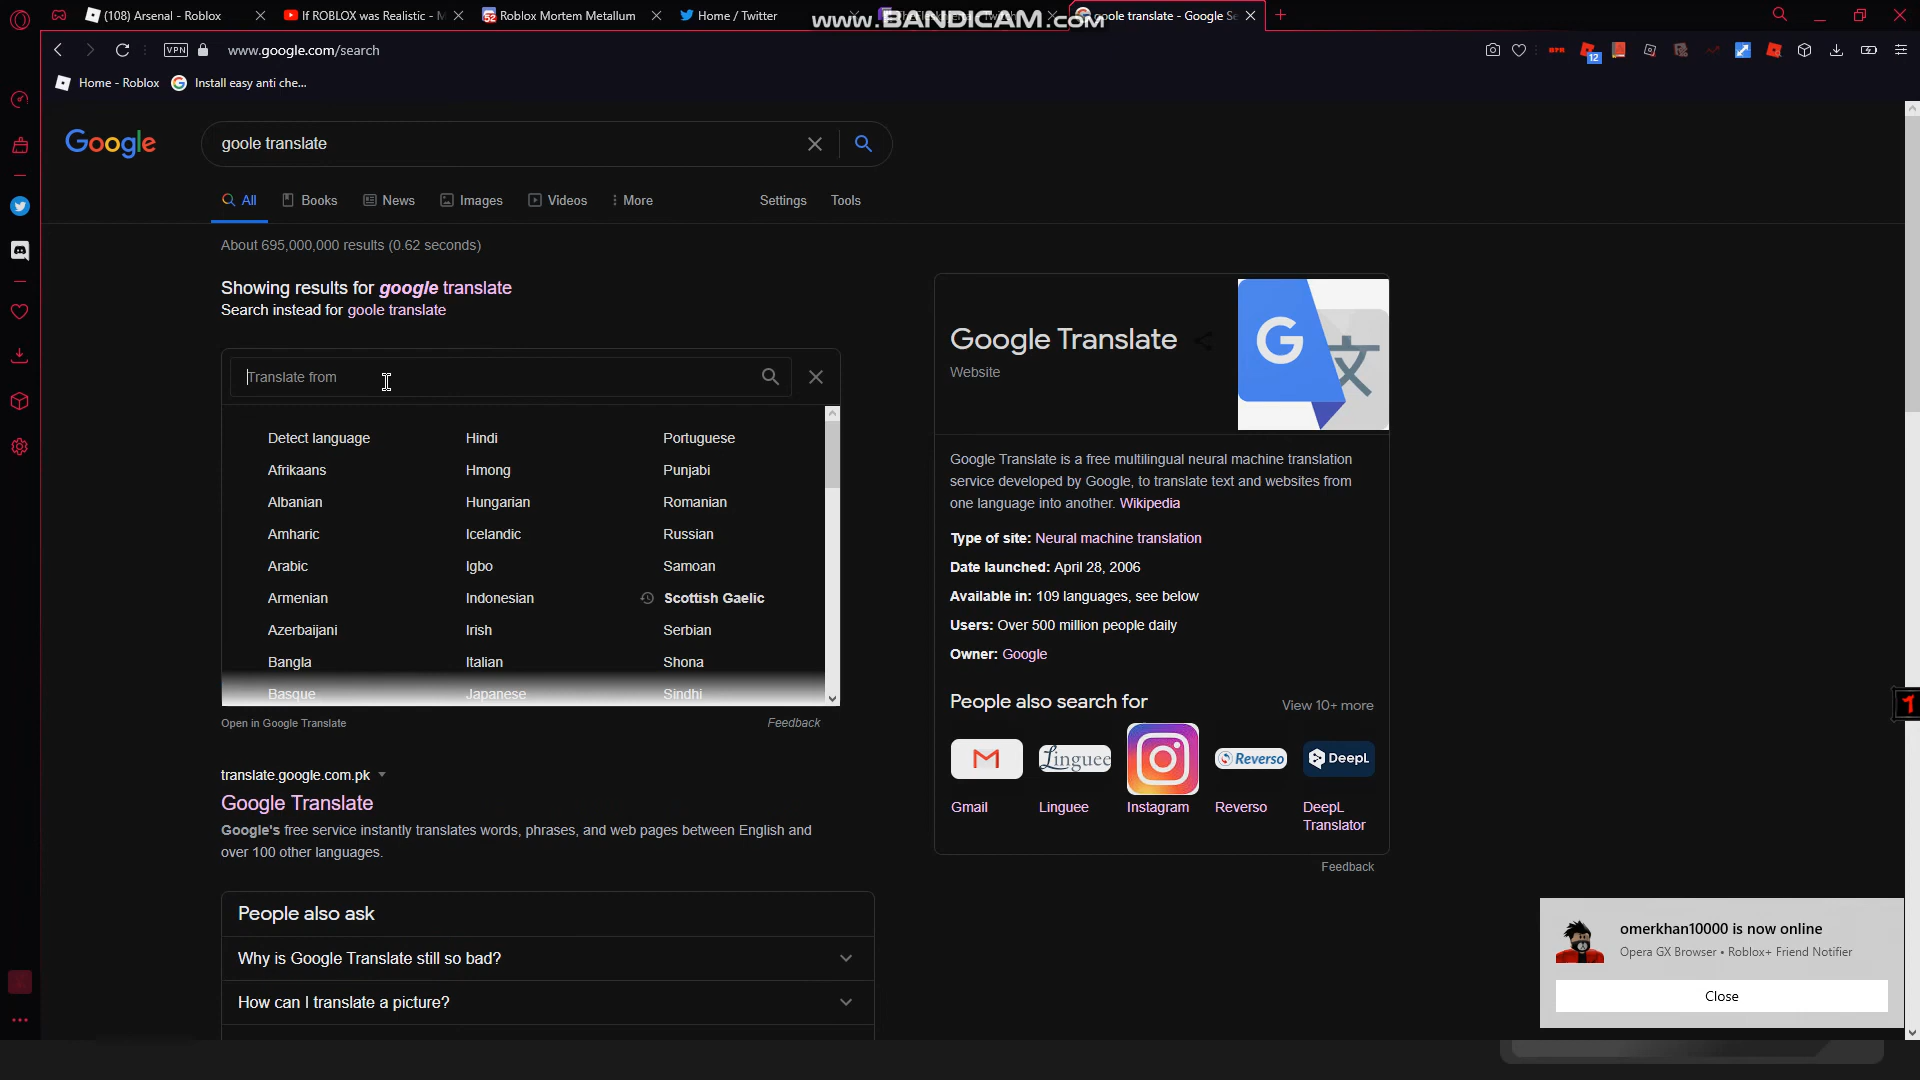 (108) Arsenal - Roblox
If ROBLOX was Realistic - M
Roblox Mortem Metallum
Home / Twitter
www.BANDICAM.com
goole translate - Google Se
VPN
www.google.com/search
12
Home - Roblox
Install easy anti che...
Google
goole translate
All
Books
News
Images
Videos
More
Settings
Tools
About 695,000,000 results (0.62 seconds)
Showing results for google translate
Search instead for goole translate
Translate from
Detect language
Hindi
Portuguese
Afrikaans
Hmong
Punjabi
Albanian
Hungarian
Romanian
Amharic
Icelandic
Russian
Arabic
Igbo
Samoan
Armenian
Indonesian
Scottish Gaelic
Azerbaijani
Irish
Serbian
Bangla
Italian
Shona
Basque
Japanese
Sindhi
Open in Google Translate
Feedback
translate.google.com.pk
Google Translate
Google's free service instantly translates words, phrases, and web pages between English and
over 100 other languages.
People also ask
Why is Google Translate still so bad?
How can I translate a picture?
Google Translate
Website
G
文
Google Translate is a free multilingual neural machine translation
service developed by Google, to translate text and websites from
one language into another. Wikipedia
Type of site: Neural machine translation
Date launched: April 28, 2006
Available in: 109 languages, see below
Users: Over 500 million people daily
Owner: Google
People also search for
View 10+ more
Linguee
Reverso
DeepL
Gmail
Linguee
Instagram
Reverso
DeepL
Translator
Feedback
omerkhan10000 is now online
Opera GX Browser • Roblox+ Friend Notifier
Close